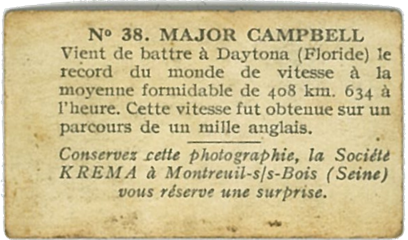 No 38. MAJOR CAMPBELL
Vient de battre à Daytona (Floride) le
record du monde de vitesse à la
moyenne formidable de 408 km. 634 à
l'heure. Cette vitesse fut obtenue sur un
parcours de un mille anglais.
Conservez cette photographie, la Société
KREMA à Montreuil-s/s-Bois (Seine)
vous réserve une surprise.